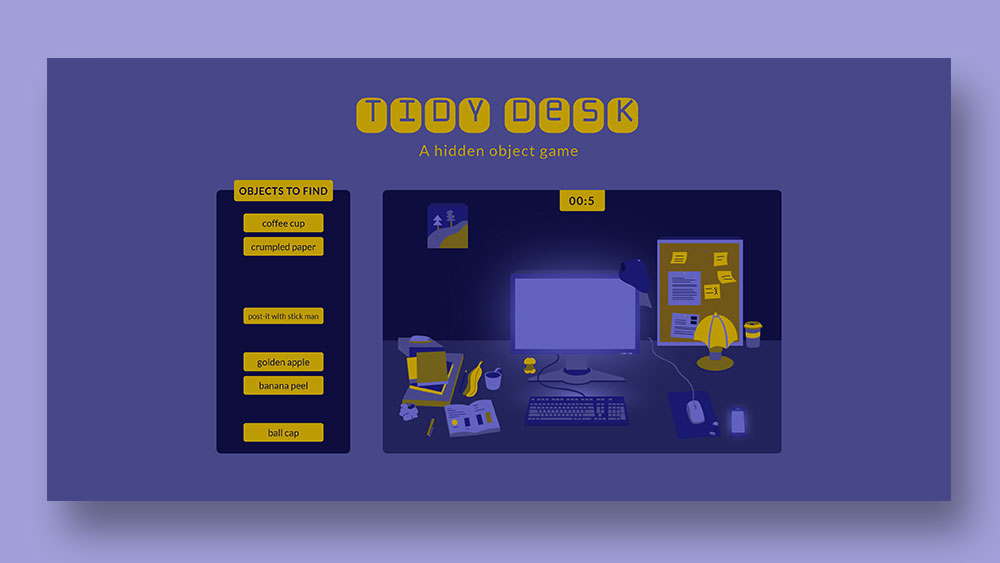 TIDY DesK
A hidden object game
OBJECTS TO FIND
coffee cup
crumpled paper
post-it with stick man
golden apple
banana peel
ball cap
00:5